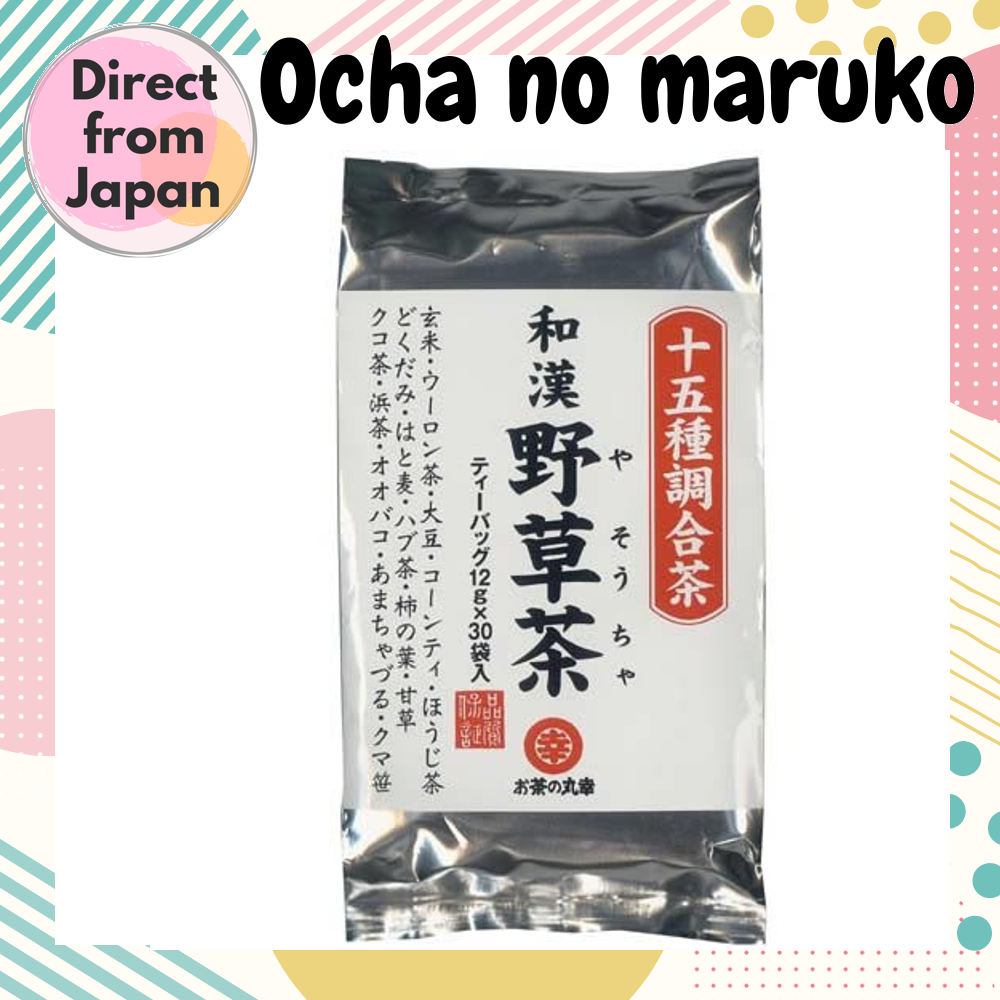 Direct
from
Japan
Ocha no maruko
十五種調合茶
やそうちゃ
和漢野草茶
ティーバッグ12g×30袋入
玄米・ウーロン茶・大豆・コーンティ・ほうじ茶
どくだみ・はと麦・ハブ茶・柿の葉・甘草
クコ茶・浜茶・オオバコ・あまちゃづる・クマ笹
幸
お茶の丸幸